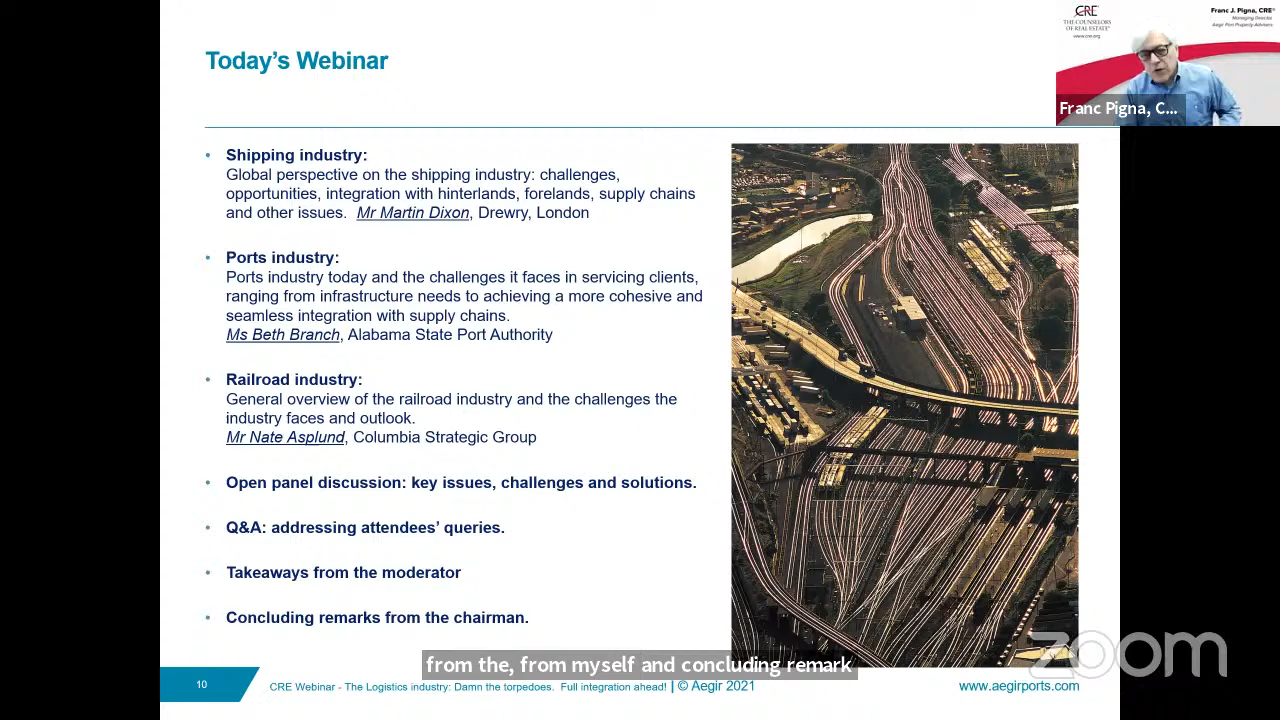 Today's Webinar
CRE®
THE COUNSELORS
OF REAL ESTATE®
www.cre.org
Franc J. Pigna, CRE®
Managing Director
Aegir Port Property Advisers
Franc Pigna, C...
• Shipping industry:
Global perspective on the shipping industry: challenges,
opportunities, integration with hinterlands, forelands, supply chains
and other issues. Mr Martin Dixon, Drewry, London
• Ports industry:
Ports industry today and the challenges it faces in servicing clients,
ranging from infrastructure needs to achieving a more cohesive and
seamless integration with supply chains.
Ms Beth Branch, Alabama State Port Authority
• Railroad industry:
General overview of the railroad industry and the challenges the
industry faces and outlook.
Mr Nate Asplund, Columbia Strategic Group
• Open panel discussion: key issues, challenges and solutions.
• Q&A: addressing attendees' queries.
• Takeaways from the moderator
• Concluding remarks from the chairman.
from the, from myself and concluding remark
zoom
10
CRE Webinar - The Logistics industry: Damn the torpedoes. Full integration ahead! | © Aegir 2021
www.aegirports.com